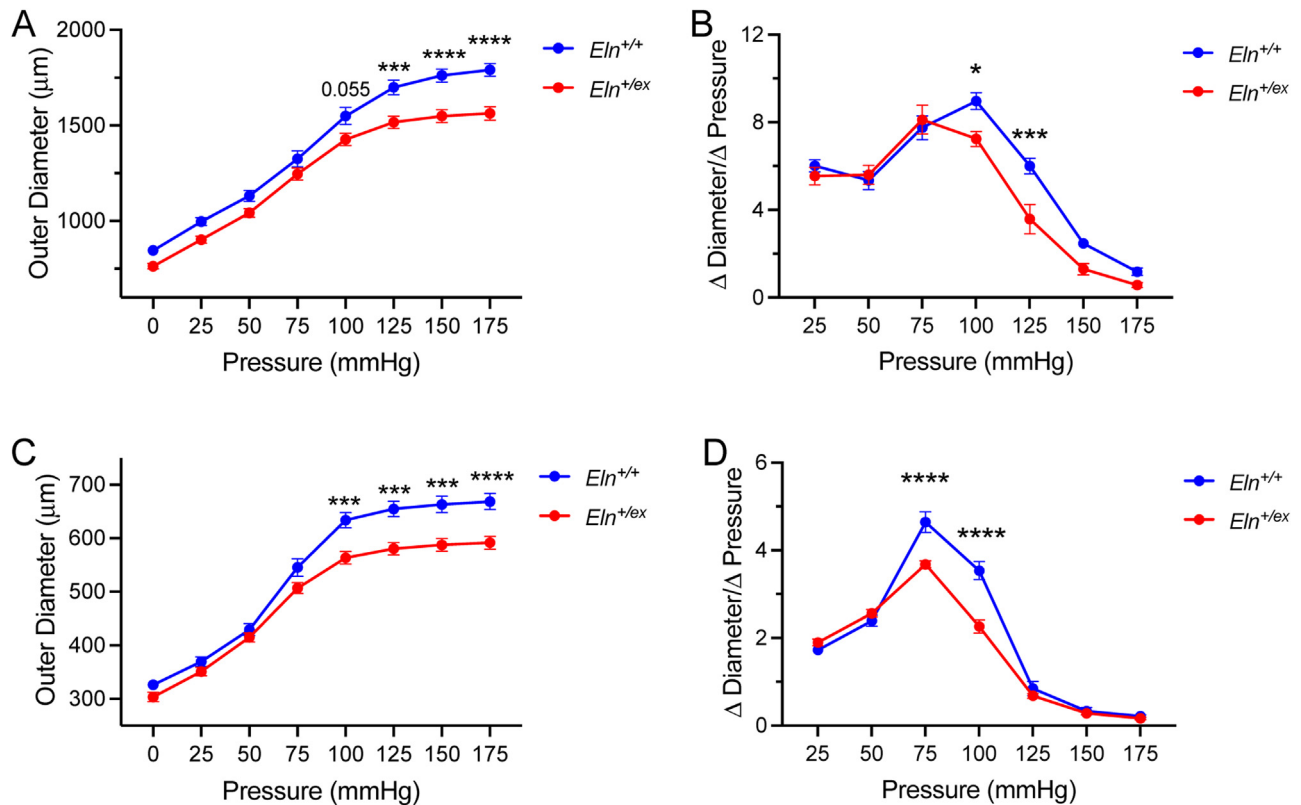 A
Outer Diameter (μm)
2000
1500
1000
0.055
***
****
****
Eln+/+
Eln+/ex
0 25 50 75 100 125 150 175
Pressure (mmHg)
B
Δ Diameter/Δ Pressure
12
8
4
0
*
***
Eln+/+
Eln+/ex
25 50 75 100 125 150 175
Pressure (mmHg)
C
Outer Diameter (μm)
700
600
500
400
300
*** *** *** ****
Eln+/+
Eln+/ex
0 25 50 75 100 125 150 175
Pressure (mmHg)
D
Δ Diameter/Δ Pressure
6
4
2
0
****
****
Eln+/+
Eln+/ex
25 50 75 100 125 150 175
Pressure (mmHg)